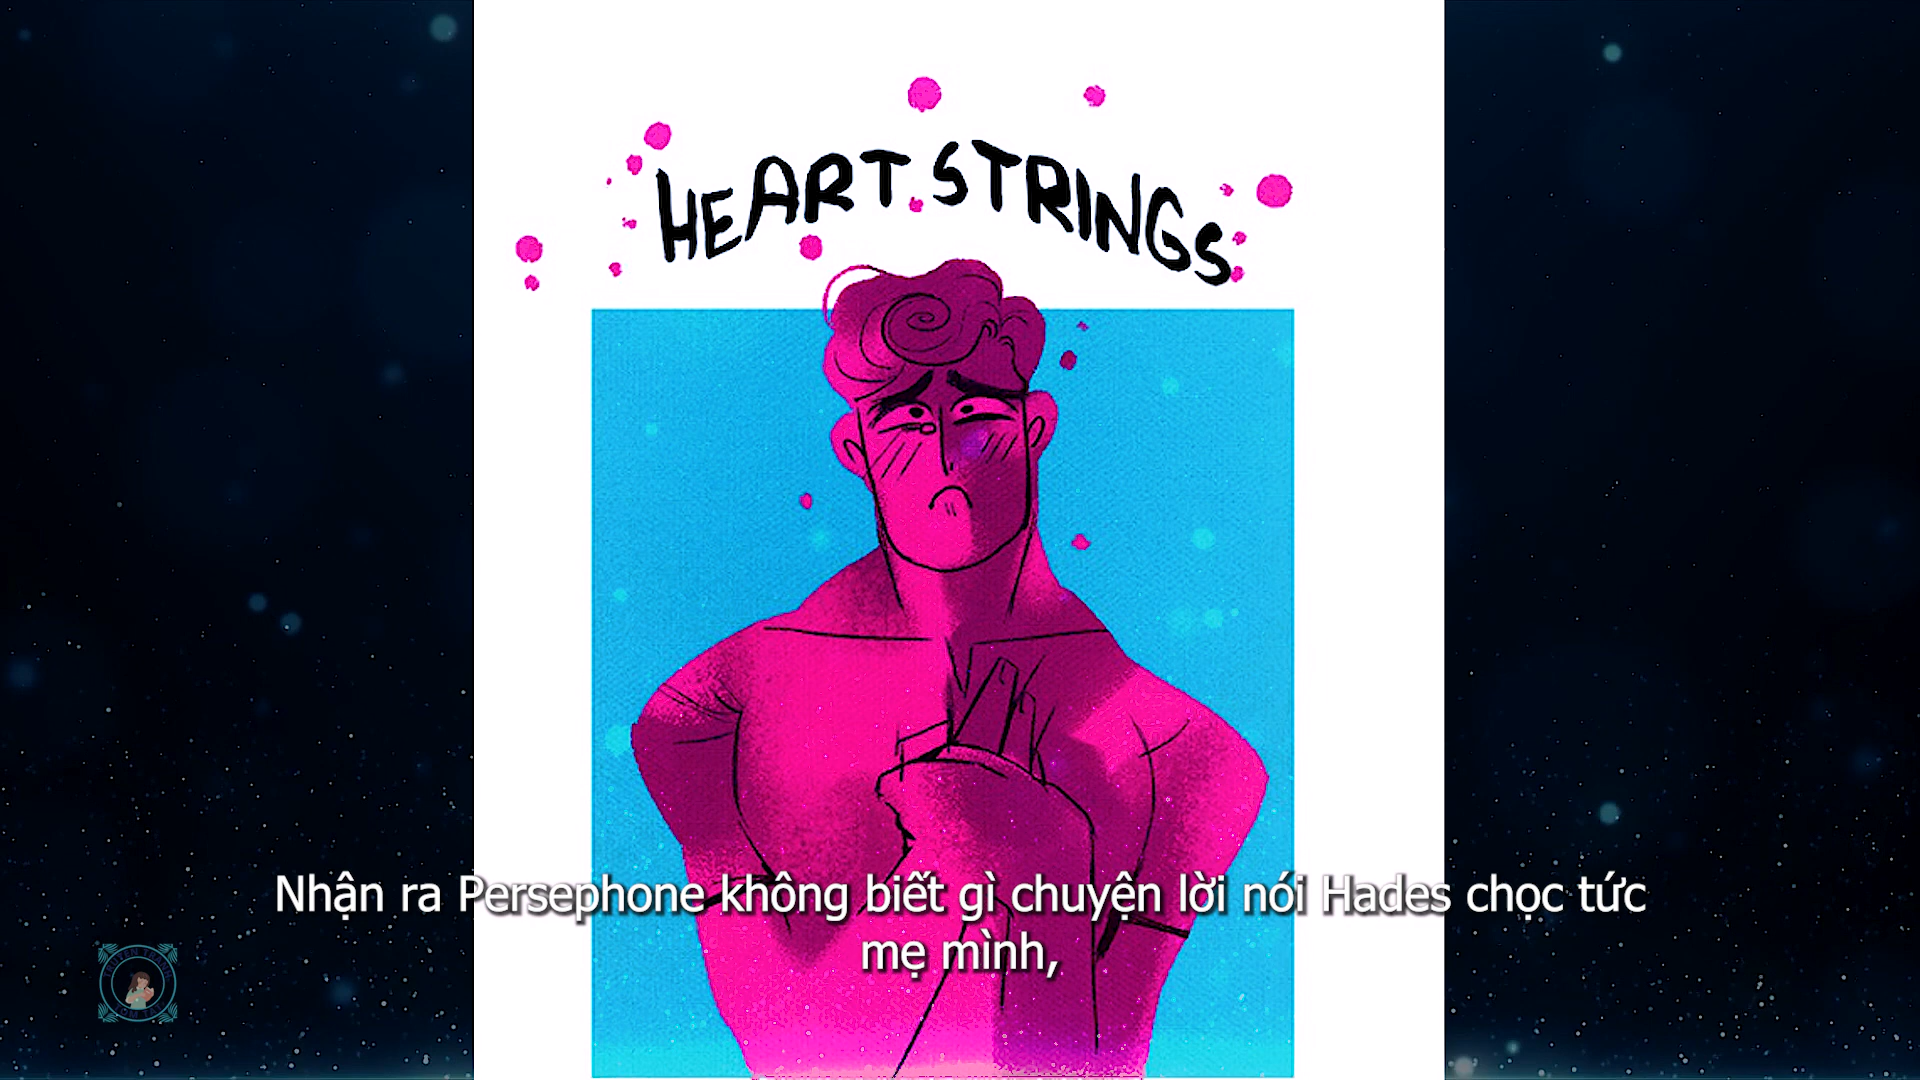 HEART STRINGS
Nhận ra Persephone không biết gì chuyện lời nói Hades chọc tức
mẹ mình,